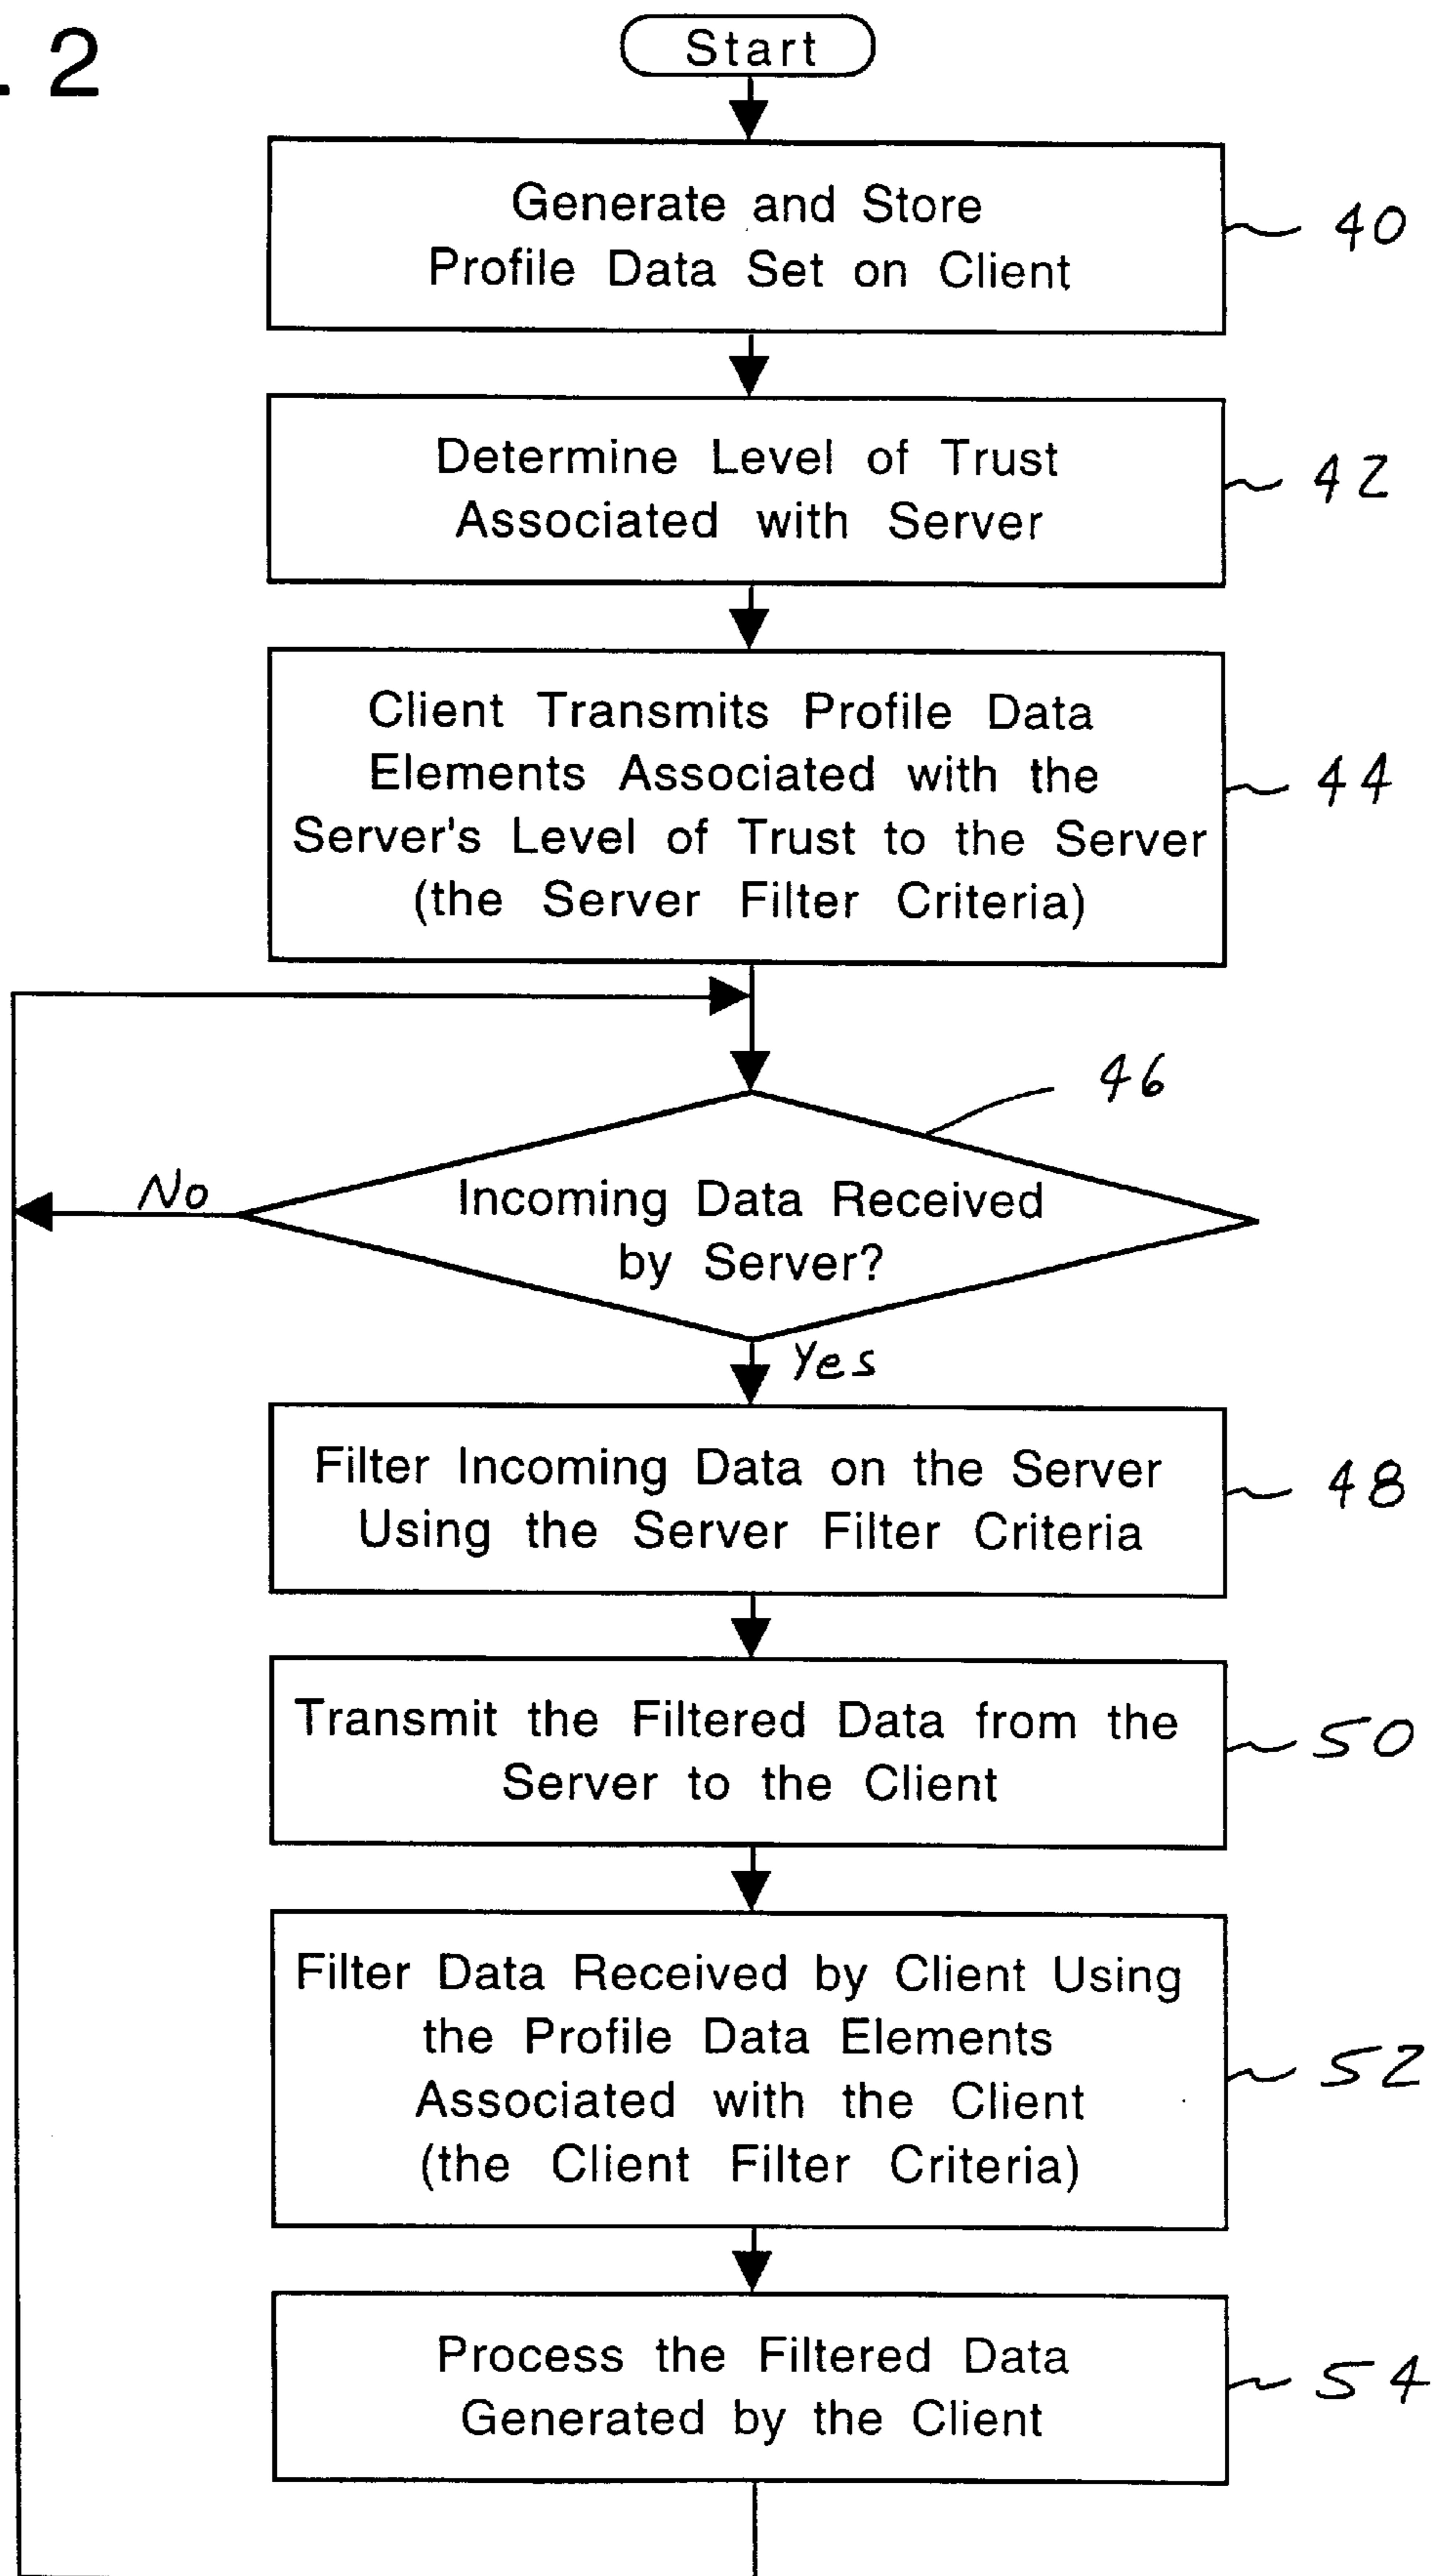 . 2
Start
Generate and Store
Profile Data Set on Client
40
Determine Level of Trust
Associated with Server
42
Client Transmits Profile Data
Elements Associated with the
Server's Level of Trust to the Server
(the Server Filter Criteria)
44
46
No
Incoming Data Received
by Server?
Yes
Filter Incoming Data on the Server
Using the Server Filter Criteria
48
Transmit the Filtered Data from the
Server to the Client
50
Filter Data Received by Client Using
the Profile Data Elements
Associated with the Client
(the Client Filter Criteria)
52
Process the Filtered Data
Generated by the Client
54